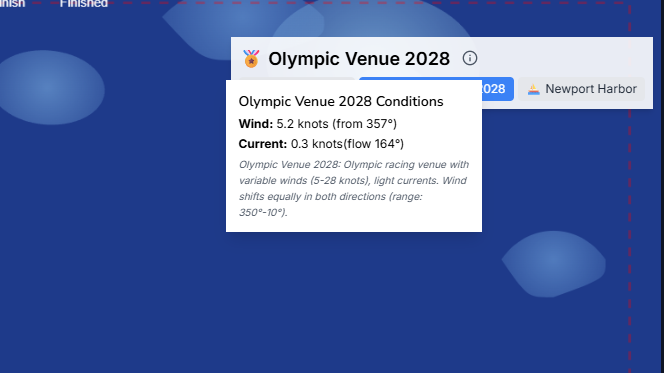 Finished
Olympic Venue 2028
2028
Newport Harbor
Olympic Venue 2028 Conditions
Wind: 5.2 knots (from 357°)
Current: 0.3 knots(flow 164°)
Olympic Venue 2028: Olympic racing venue with
variable winds (5-28 knots), light currents. Wind
shifts equally in both directions (range:
350°-10°).